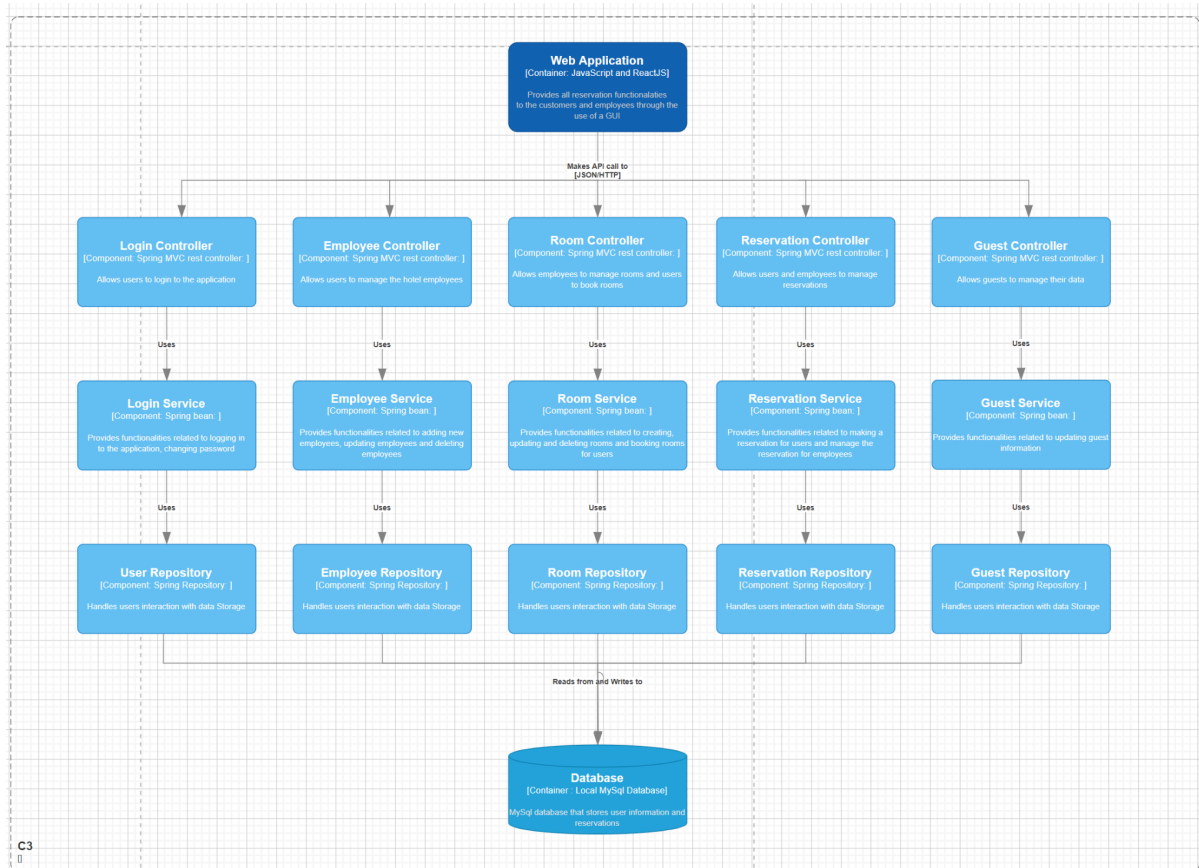 Web Application
[Container: JavaScript and ReactJS]
Provides all reservation functionalaties
to the customers and employees through the
use of a GUI
Makes API call to
[JSON/HTTP]
Login Controller
[Component: Spring MVC rest controller: ]
Allows users to login to the application
Employee Controller
[Component: Spring MVC rest controller: ]
Allows users to manage the hotel employees
Room Controller
[Component: Spring MVC rest controller: ]
Allows employees to manage rooms and users
to book rooms
Reservation Controller
[Component: Spring MVC rest controller: ]
Allows users and employees to manage
reservations
Guest Controller
[Component: Spring MVC rest controller: ]
Allows guests to manage their data
Uses
Uses
Uses
Uses
Uses
Login Service
[Component: Spring bean: ]
Provides functionalities related to logging in
to the application, changing password
Employee Service
[Component: Spring bean: ]
Provides functionalities related to adding new
employees, updating employees and deleting
employees
Room Service
[Component: Spring bean: ]
Provides functionalities related to creating,
updating and deleting rooms and booking rooms
for users
Reservation Service
[Component: Spring bean: ]
Provides functionalities related to making a
reservation for users and manage the
reservation for employees
Guest Service
[Component: Spring bean: ]
Provides functionalities related to updating guest
information
Uses
Uses
Uses
Uses
Uses
User Repository
[Component: Spring Repository: ]
Handles users interaction with data Storage
Employee Repository
[Component: Spring Repository: ]
Handles users interaction with data Storage
Room Repository
[Component: Spring Repository: ]
Handles users interaction with data Storage
Reservation Repository
[Component: Spring Repository: ]
Handles users interaction with data Storage
Guest Repository
[Component: Spring Repository: ]
Handles users interaction with data Storage
Reads from and Writes to
Database
[Container : Local MySql Database]
MySql database that stores user information and
reservations
C3
[]